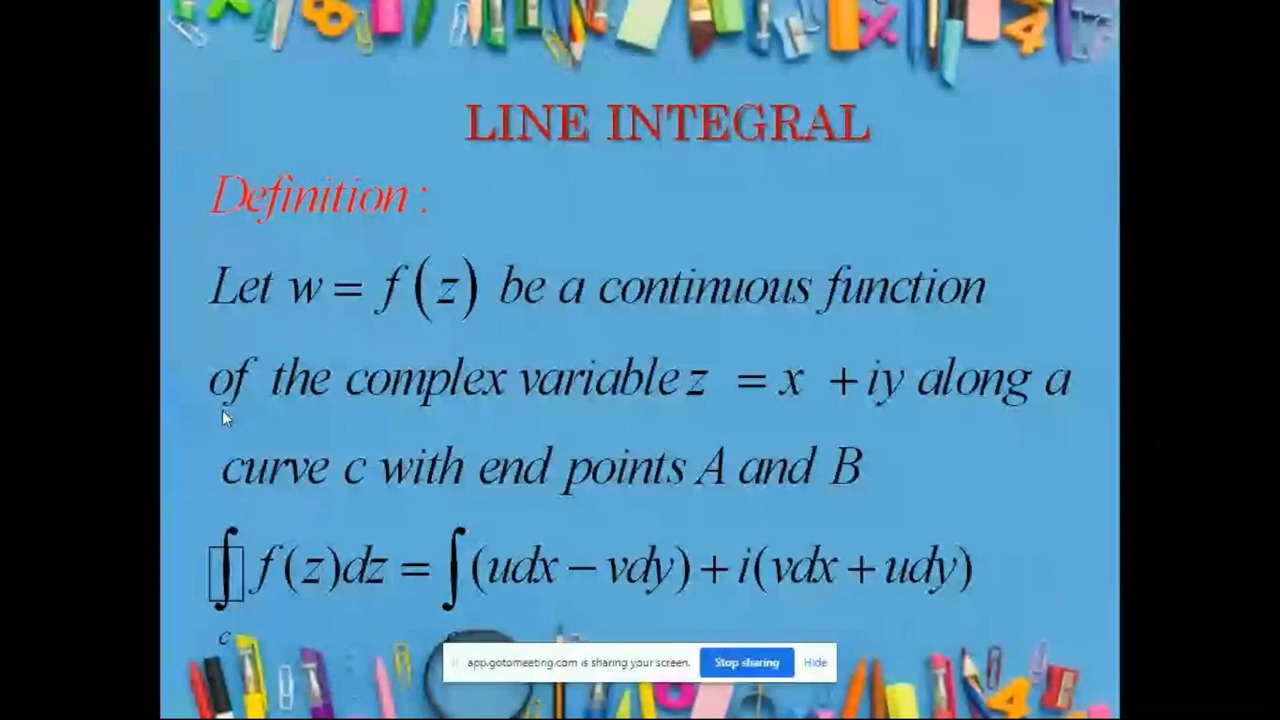 LINE INTEGRAL
Definition :
Let w = f(z) be a continuous function
of the complex variable z = x + iy along a
curve c with end points A and B
∫ f(z)dz = ∫(udx − vdy) + i(vdx + udy)
c
app.gotomeeting.com is sharing your screen. Stop sharing Hide